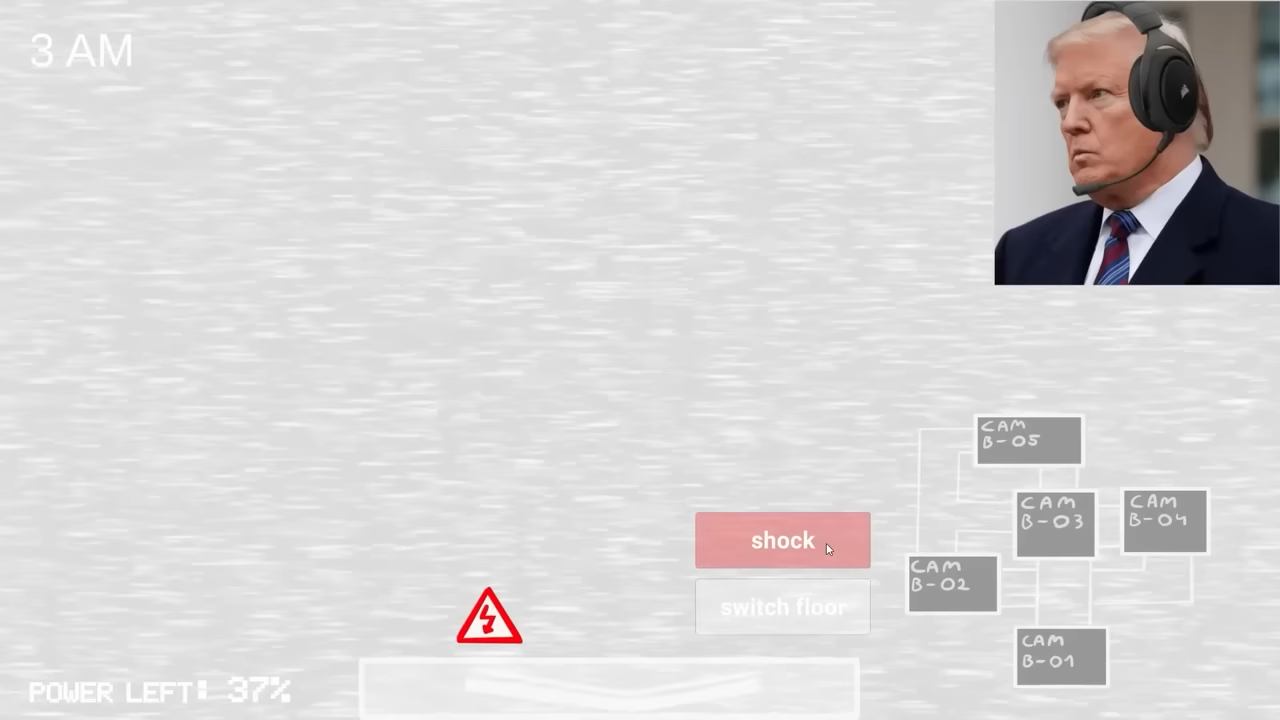 3 AM
CAM
B-05
CAM
B-03
CAM
B-04
shock
CAM
B-02
switch floor
CAM
B-01
POWER LEFT: 37%